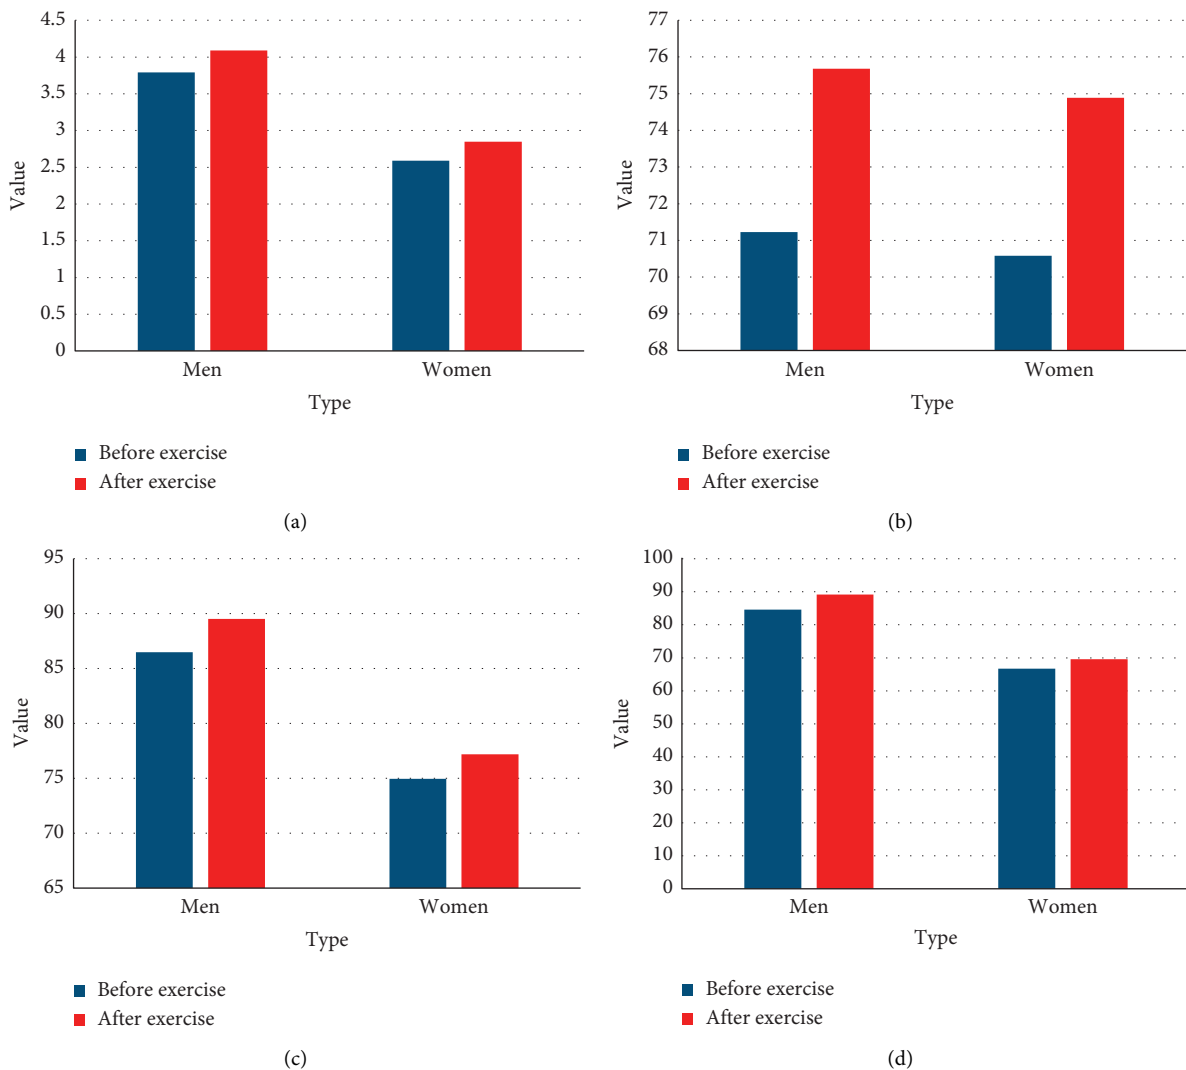 4.5
4
3.5
3
2.5
2
1.5
1
0.5
0
Value
Men Women
Type
Before exercise
After exercise
(a)
77
76
75
74
73
72
71
70
69
68
Value
Men Women
Type
Before exercise
After exercise
(b)
95
90
85
80
75
70
65
Value
Men Women
Type
Before exercise
After exercise
(c)
100
90
80
70
60
50
40
30
20
10
0
Value
Men Women
Type
Before exercise
After exercise
(d)